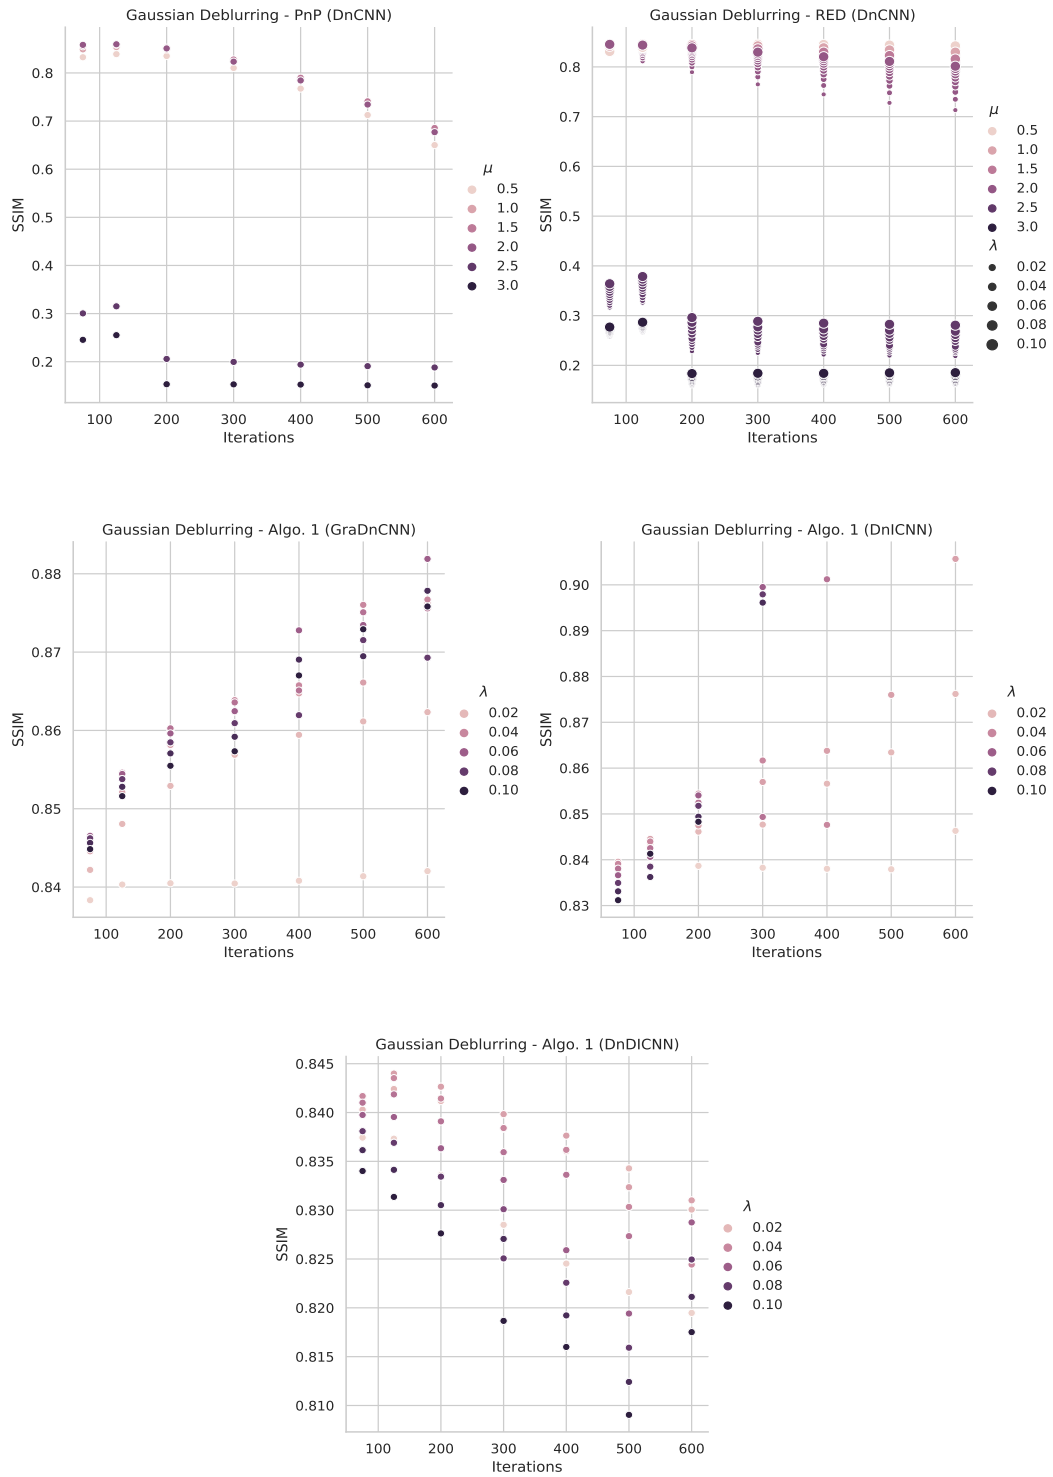 Gaussian Deblurring - PnP (DnCNN)
0.8
0.7
0.6
0.5
0.4
0.3
0.2
SSIM
100 200 300 400 500 600
Iterations
μ
0.5
1.0
1.5
2.0
2.5
3.0
Gaussian Deblurring - RED (DnCNN)
0.8
0.7
0.6
0.5
0.4
0.3
0.2
SSIM
100 200 300 400 500 600
Iterations
μ
0.5
1.0
1.5
2.0
2.5
3.0
λ
0.02
0.04
0.06
0.08
0.10
Gaussian Deblurring - Algo. 1 (GraDnCNN)
0.88
0.87
0.86
0.85
0.84
SSIM
100 200 300 400 500 600
Iterations
λ
0.02
0.04
0.06
0.08
0.10
Gaussian Deblurring - Algo. 1 (DnICNN)
0.90
0.89
0.88
0.87
0.86
0.85
0.84
0.83
SSIM
100 200 300 400 500 600
Iterations
λ
0.02
0.04
0.06
0.08
0.10
Gaussian Deblurring - Algo. 1 (DnDICNN)
0.845
0.840
0.835
0.830
0.825
0.820
0.815
0.810
SSIM
100 200 300 400 500 600
Iterations
λ
0.02
0.04
0.06
0.08
0.10